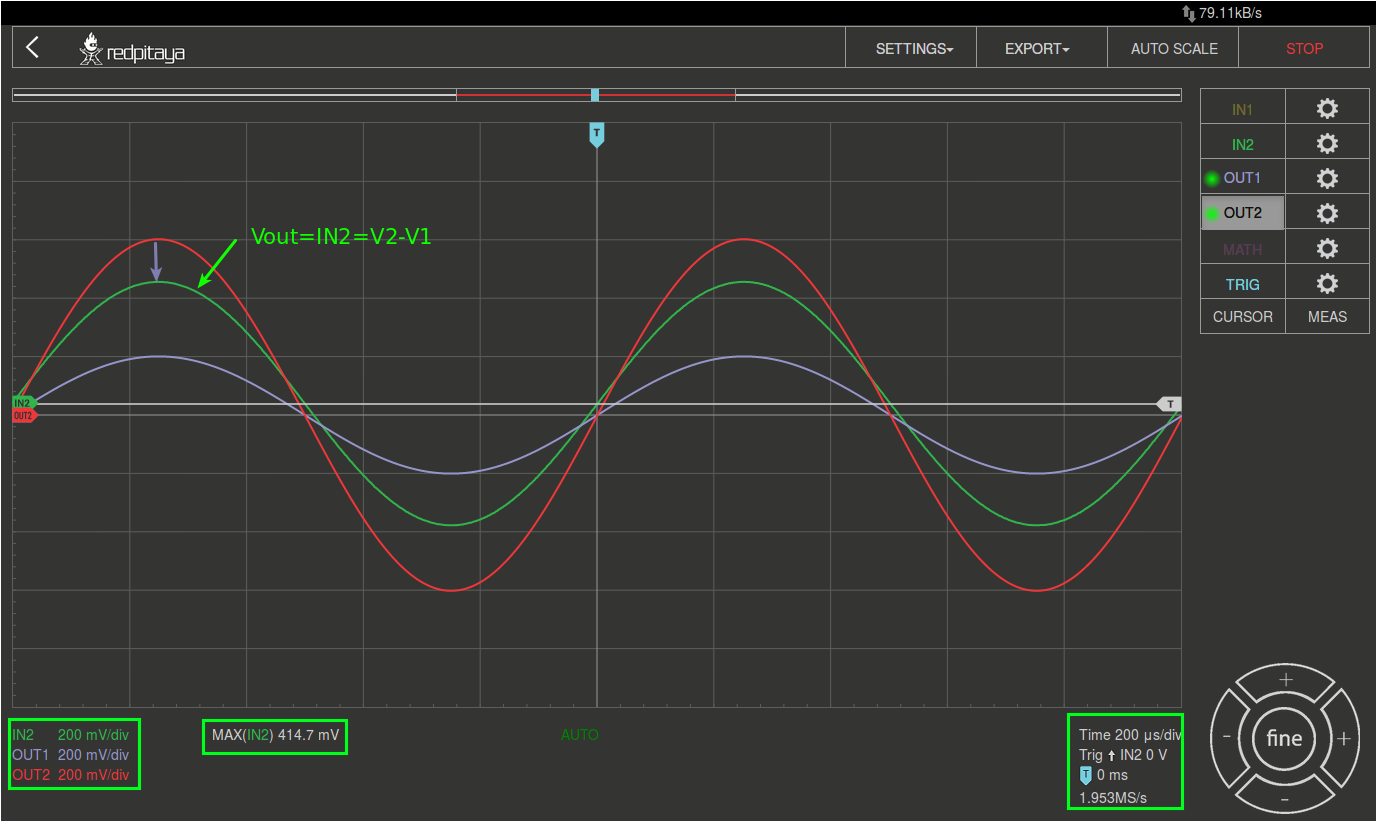 79.11kB/s
redpitaya SETTINGS EXPORT AUTO SCALE STOP
T
IN1
IN2
OUT1
OUT2
MATH
TRIG
CURSOR MEAS
Vout=IN2=V2-V1
IN2
OUT2
T
IN2 200 mV/div
OUT1 200 mV/div
OUT2 200 mV/div
MAX(IN2) 414.7 mV
AUTO
Time 200 µs/div
Trig IN2 0 V
T 0 ms
1.953MS/s
+
- fine +
-